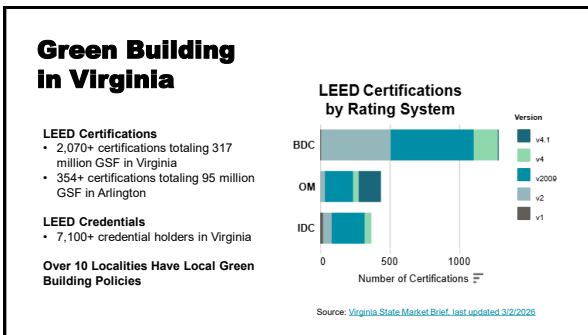 Green Building
in Virginia
LEED Certifications
• 2,070+ certifications totaling 317
million GSF in Virginia
• 354+ certifications totaling 95 million
GSF in Arlington
LEED Credentials
• 7,100+ credential holders in Virginia
Over 10 Localities Have Local Green
Building Policies
LEED Certifications
by Rating System
BDC
OM
IDC
0 500 1000
Number of Certifications
Version
v4.1
v4
v2009
v2
v1
Source: Virginia State Market Brief, last updated 3/2/2026